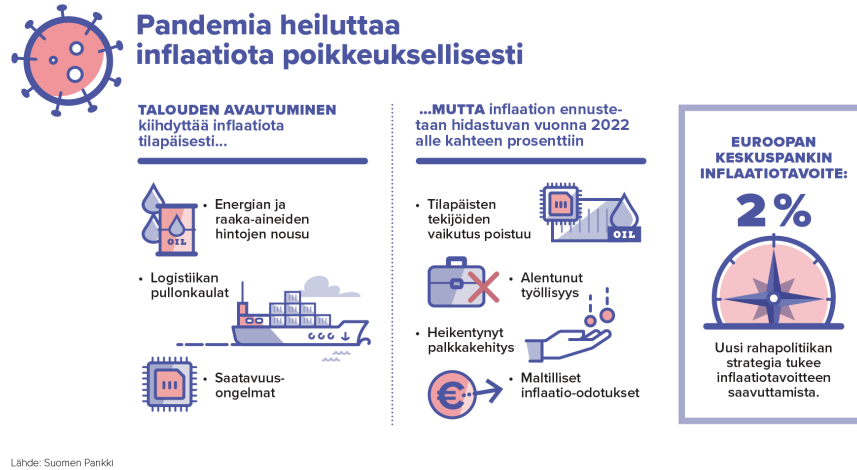 Pandemia heiluttaa
inflaatiota poikkeuksellisesti
TALOUDEN AVAUTUMINEN
kiihdyttää inflaatiota
tilapäisesti...
• Energian ja
raaka-aineiden
hintojen nousu
OIL
• Logistiikan
pullonkaulat
• Saatavuus-
ongelmat
...MUTTA inflaation ennuste-
taan hidastuvan vuonna 2022
alle kahteen prosenttiin
• Tilapäisten
tekijöiden
vaikutus poistuu
OIL
• Alentunut
työllisyys
• Heikentynyt
palkkakehitys
€
• Maltilliset
inflaatio-odotukset
EUROOPAN
KESKUSPANKIN
INFLAATIOTAVOITE:
2 %
Uusi rahapolitiikan
strategia tukee
inflaatiotavoitteen
saavuttamista.
Lähde: Suomen Pankki